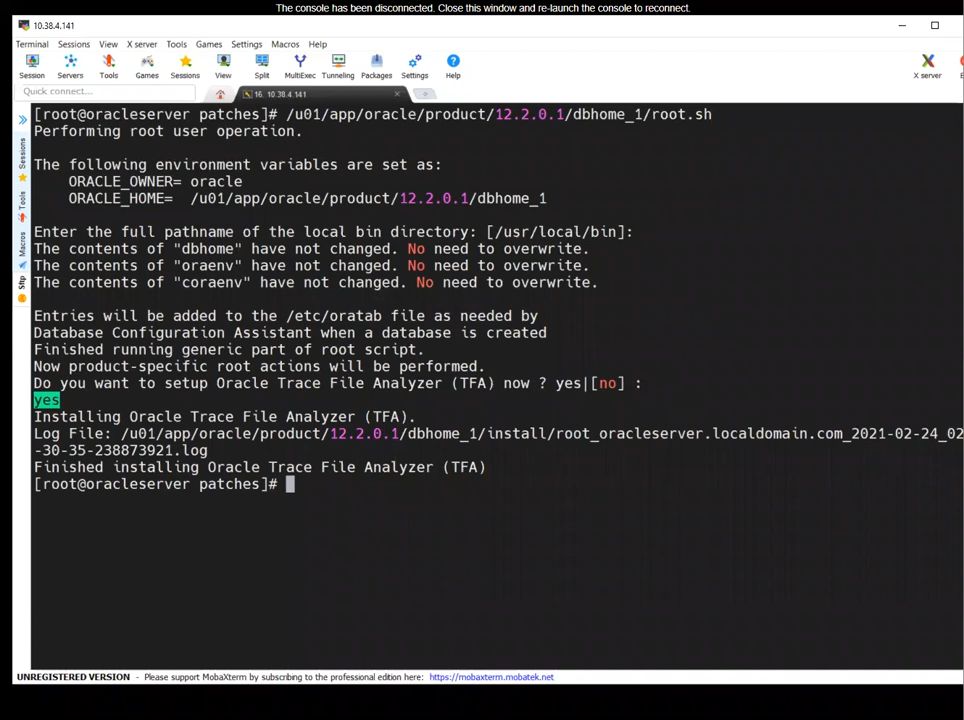 The console has been disconnected. Close this window and re-launch the console to reconnect.
10.38.4.141
Terminal Sessions View X server Tools Games Settings Macros Help
Session Servers Tools Games Sessions View Split MultiExec Tunneling Packages Settings Help X server
Quick connect...
16. 10.38.4.141
Sessions
Tools
Macros
Sftp
[root@oracleserver patches]# /u01/app/oracle/product/12.2.0.1/dbhome_1/root.sh
Performing root user operation.
The following environment variables are set as:
ORACLE_OWNER= oracle
ORACLE_HOME=  /u01/app/oracle/product/12.2.0.1/dbhome_1
Enter the full pathname of the local bin directory: [/usr/local/bin]:
The contents of "dbhome" have not changed. No need to overwrite.
The contents of "oraenv" have not changed. No need to overwrite.
The contents of "coraenv" have not changed. No need to overwrite.
Entries will be added to the /etc/oratab file as needed by
Database Configuration Assistant when a database is created
Finished running generic part of root script.
Now product-specific root actions will be performed.
Do you want to setup Oracle Trace File Analyzer (TFA) now ? yes|[no] :
yes
Installing Oracle Trace File Analyzer (TFA).
Log File: /u01/app/oracle/product/12.2.0.1/dbhome_1/install/root_oracleserver.localdomain.com_2021-02-24_02
-30-35-238873921.log
Finished installing Oracle Trace File Analyzer (TFA)
[root@oracleserver patches]#
UNREGISTERED VERSION - Please support MobaXterm by subscribing to the professional edition here: https://mobaxterm.mobatek.net